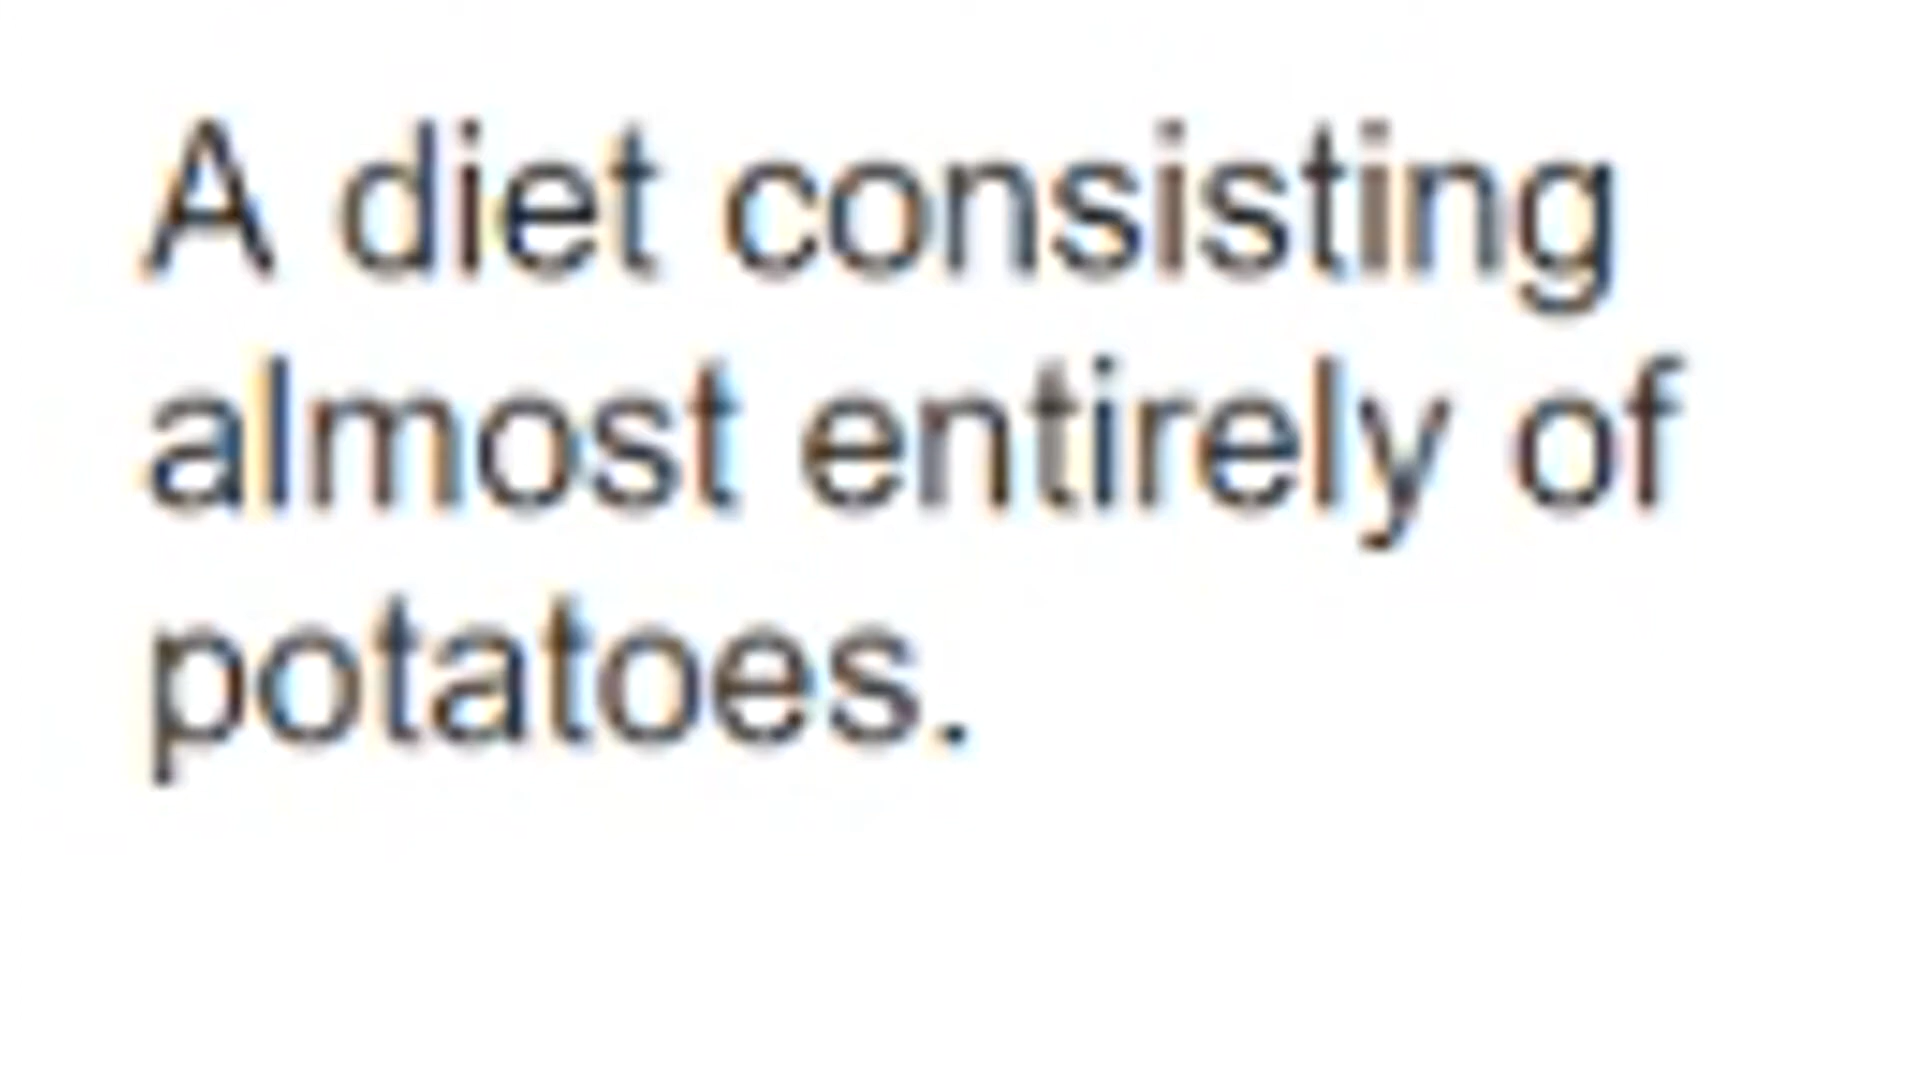 A diet consisting
almost entirely of
potatoes.